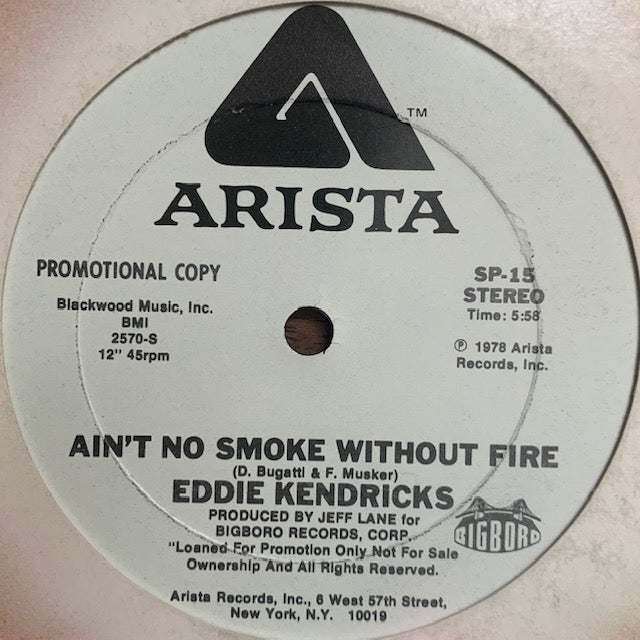 TM
ARISTA
PROMOTIONAL COPY
Blackwood Music, Inc.
BMI
2570-S
12" 45rpm
SP-15
STEREO
Time: 5:58
℗ 1978 Arista
Records, Inc.
AIN'T NO SMOKE WITHOUT FIRE
(D. Bugatti & F. Musker)
EDDIE KENDRICKS
PRODUCED BY JEFF LANE for
BIGBORO RECORDS, CORP.
BIGBORO
"Loaned For Promotion Only Not For Sale
Ownership And All Rights Reserved.
Arista Records, Inc., 6 West 57th Street,
New York, N.Y. 10019